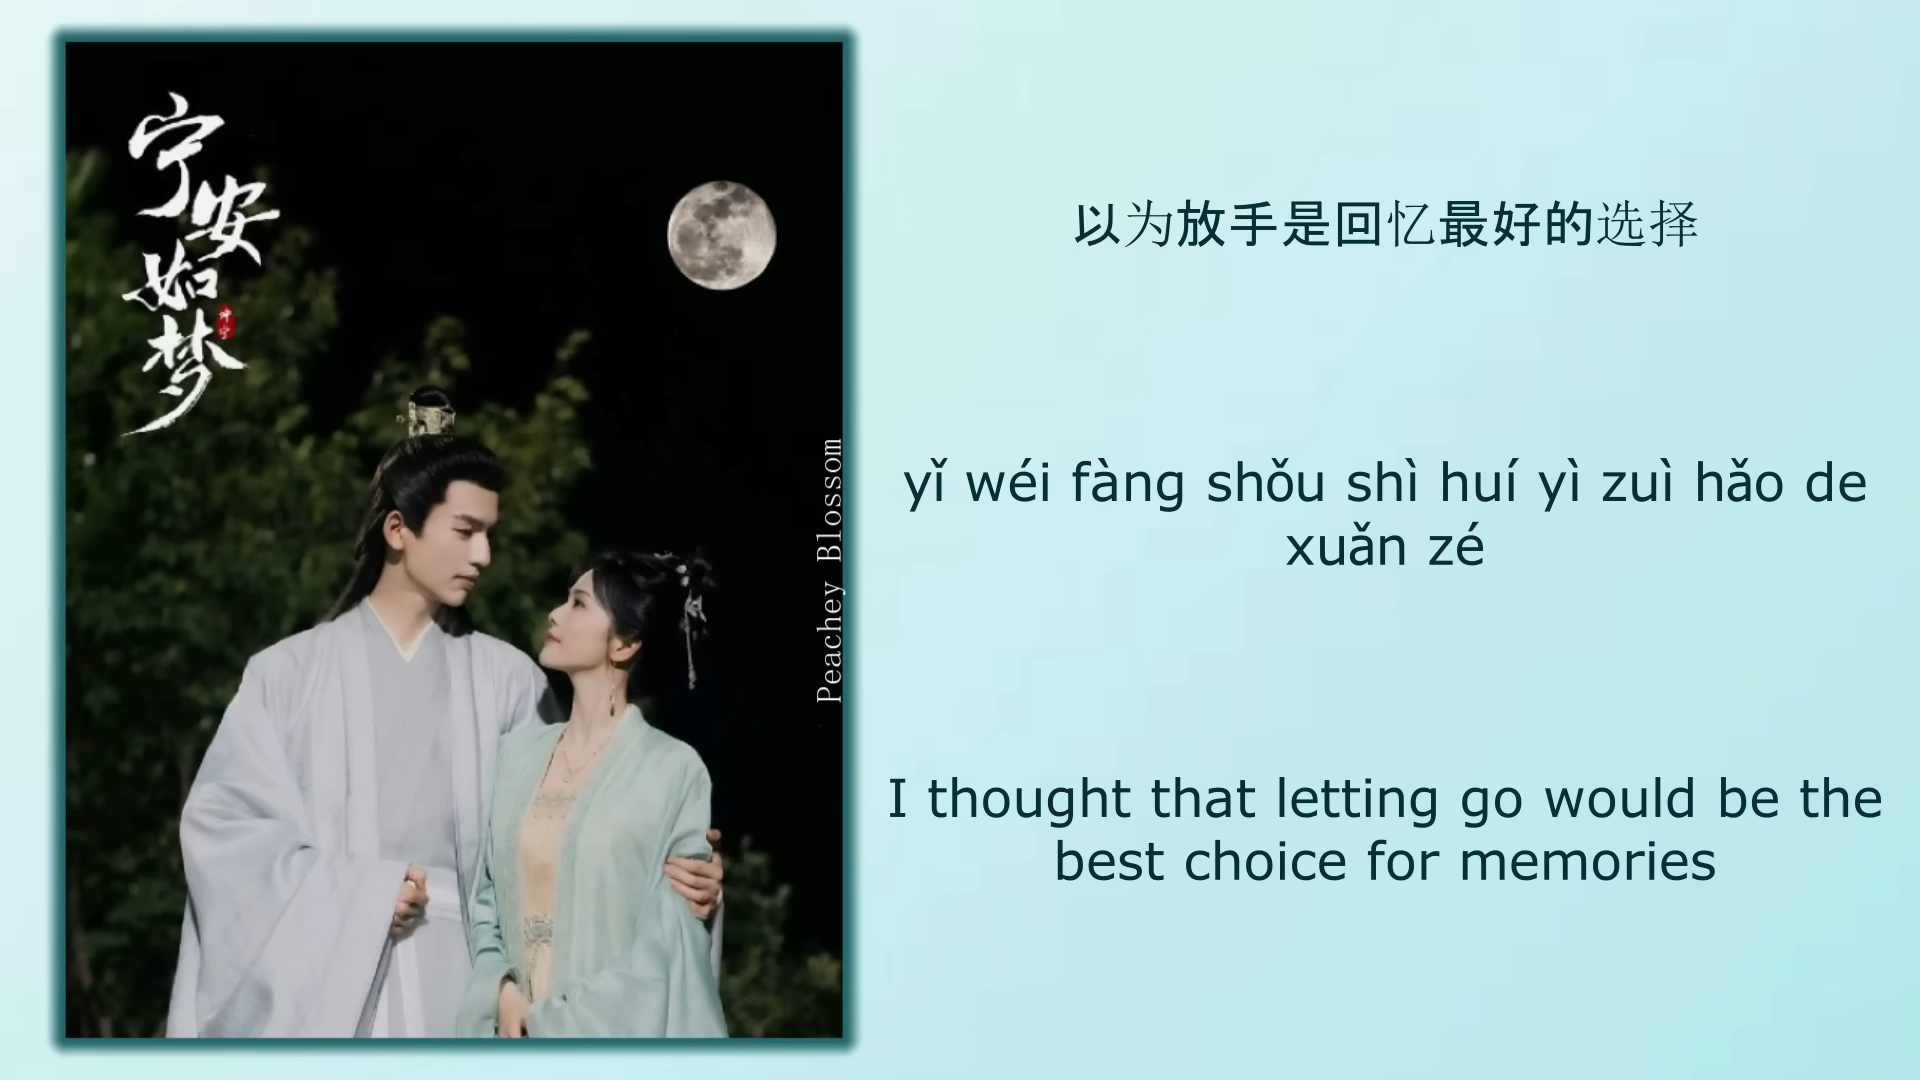 宁安如梦
坤宁
Peachey Blossom
以为放手是回忆最好的选择
yǐ wéi fàng shǒu shì huí yì zuì hǎo de
xuǎn zé
I thought that letting go would be the
best choice for memories